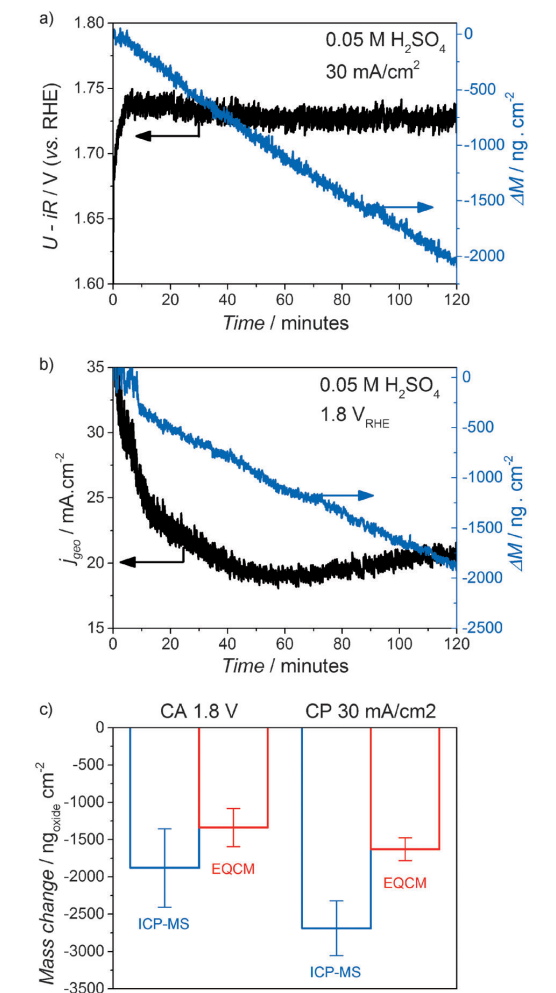 a)
0.05 M H₂SO₄
30 mA/cm²
U - iR / V (vs. RHE)
1.80
1.75
1.70
1.65
1.60
0
-500
-1000
-1500
-2000
ΔM / ng . cm⁻²
0 20 40 60 80 100 120
Time / minutes
b)
0.05 M H₂SO₄
1.8 V_RHE
j_geo / mA.cm⁻²
35
30
25
20
15
0
-500
-1000
-1500
-2000
-2500
ΔM / ng . cm⁻²
0 20 40 60 80 100 120
Time / minutes
c)
CA 1.8 V CP 30 mA/cm2
Mass change / ng_oxide cm⁻²
0
-500
-1000
-1500
-2000
-2500
-3000
-3500
EQCM
ICP-MS
EQCM
ICP-MS